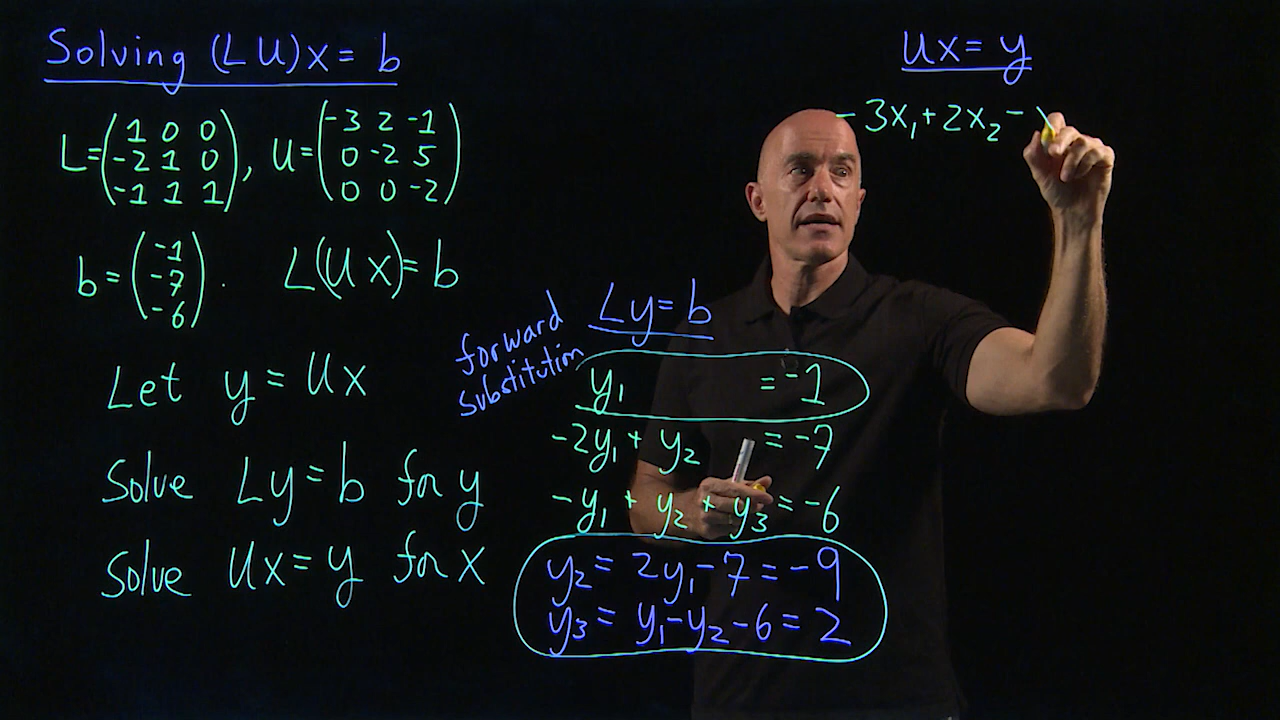 Solving (LU)x = b
L = (1 0 0
-2 1 0
-1 1 1), U = (-3 2 -1
0 -2 5
0 0 -2)
b = (-1
-7
-6). L(Ux) = b
Let y = Ux
Solve Ly = b for y
Solve Ux = y for x
forward
substitution
Ly = b
y₁ = -1
-2y₁ + y₂ = -7
-y₁ + y₂ + y₃ = -6
y₂ = 2y₁ - 7 = -9
y₃ = y₁ - y₂ - 6 = 2
Ux = y
-3x₁ + 2x₂ - x